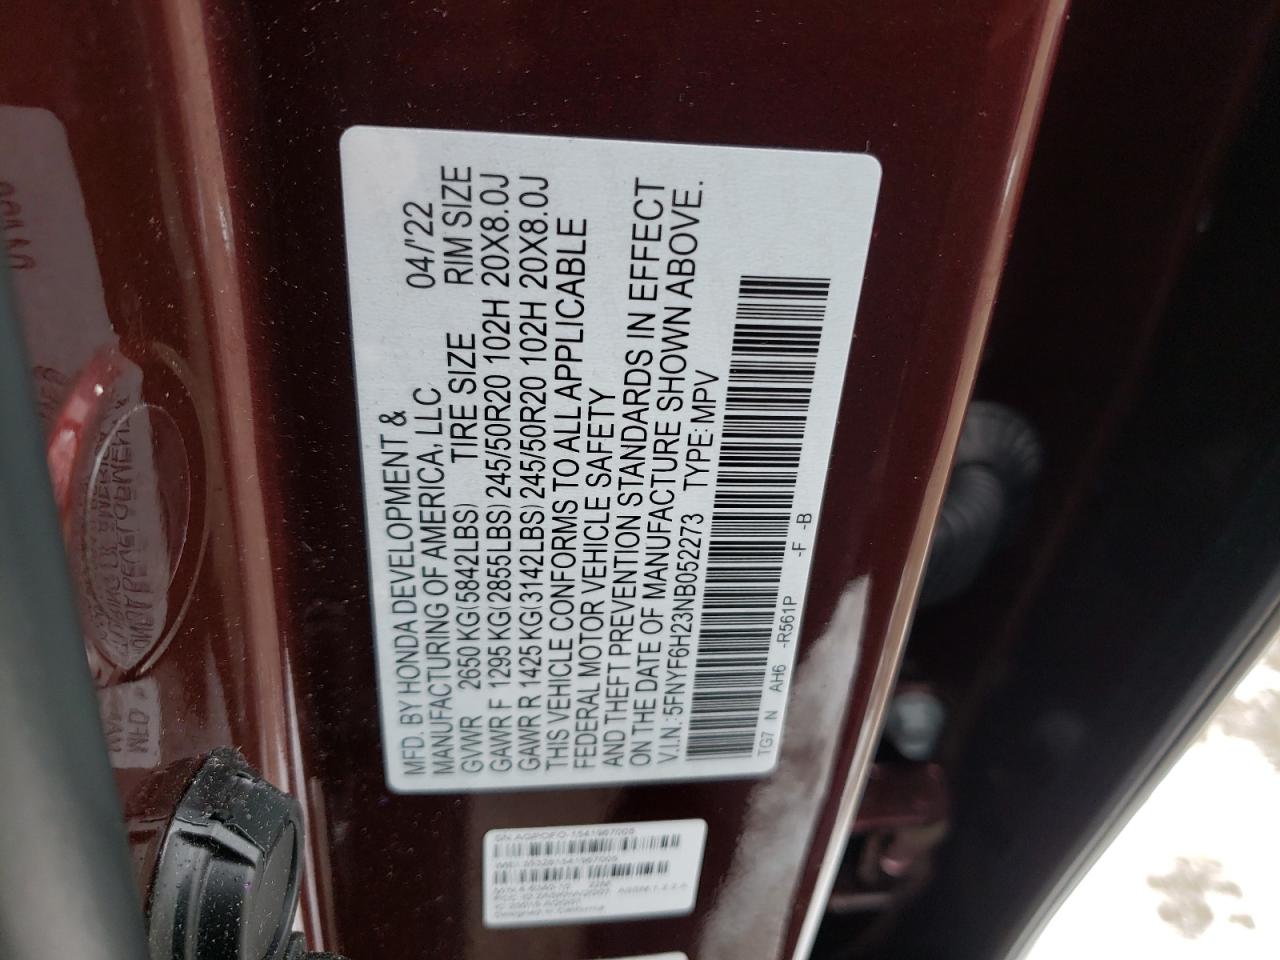 MFD. BY HONDA DEVELOPMENT &
MANUFACTURING OF AMERICA, LLC 04/'22
GVWR 2650 KG(5842LBS) TIRE SIZE RIM SIZE
GAWR F 1295 KG(2855LBS) 245/50R20 102H 20X8.0J
GAWR R 1425 KG(3142LBS) 245/50R20 102H 20X8.0J
THIS VEHICLE CONFORMS TO ALL APPLICABLE
FEDERAL MOTOR VEHICLE SAFETY
AND THEFT PREVENTION STANDARDS IN EFFECT
ON THE DATE OF MANUFACTURE SHOWN ABOVE.
V.I.N.: 5FNYF6H23NB052273 TYPE: MPV
TG7 N AH6 -R561P -F -B
Designed in California